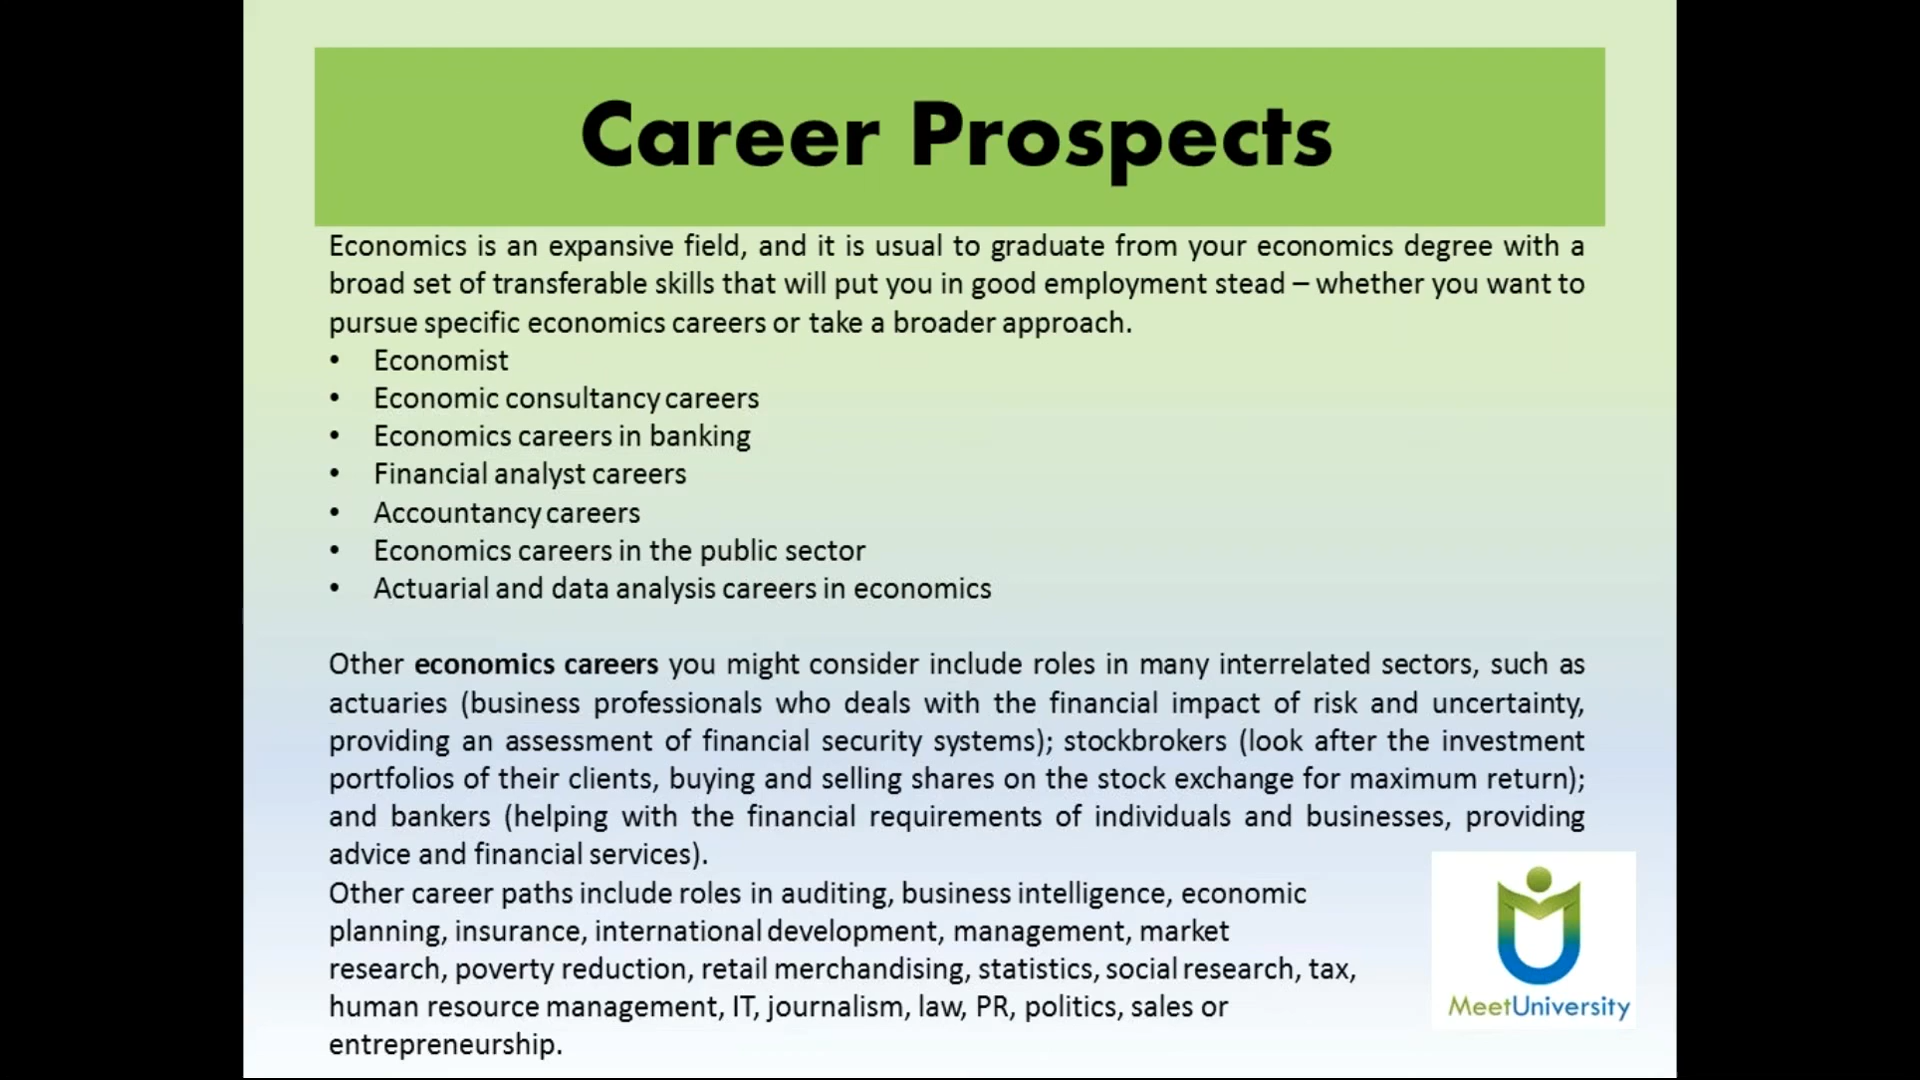 Career Prospects
Economics is an expansive field, and it is usual to graduate from your economics degree with a
broad set of transferable skills that will put you in good employment stead – whether you want to
pursue specific economics careers or take a broader approach.
• Economist
• Economic consultancy careers
• Economics careers in banking
• Financial analyst careers
• Accountancy careers
• Economics careers in the public sector
• Actuarial and data analysis careers in economics
Other economics careers you might consider include roles in many interrelated sectors, such as
actuaries (business professionals who deals with the financial impact of risk and uncertainty,
providing an assessment of financial security systems); stockbrokers (look after the investment
portfolios of their clients, buying and selling shares on the stock exchange for maximum return);
and bankers (helping with the financial requirements of individuals and businesses, providing
advice and financial services).
Other career paths include roles in auditing, business intelligence, economic
planning, insurance, international development, management, market
research, poverty reduction, retail merchandising, statistics, social research, tax,
human resource management, IT, journalism, law, PR, politics, sales or
entrepreneurship.
MeetUniversity